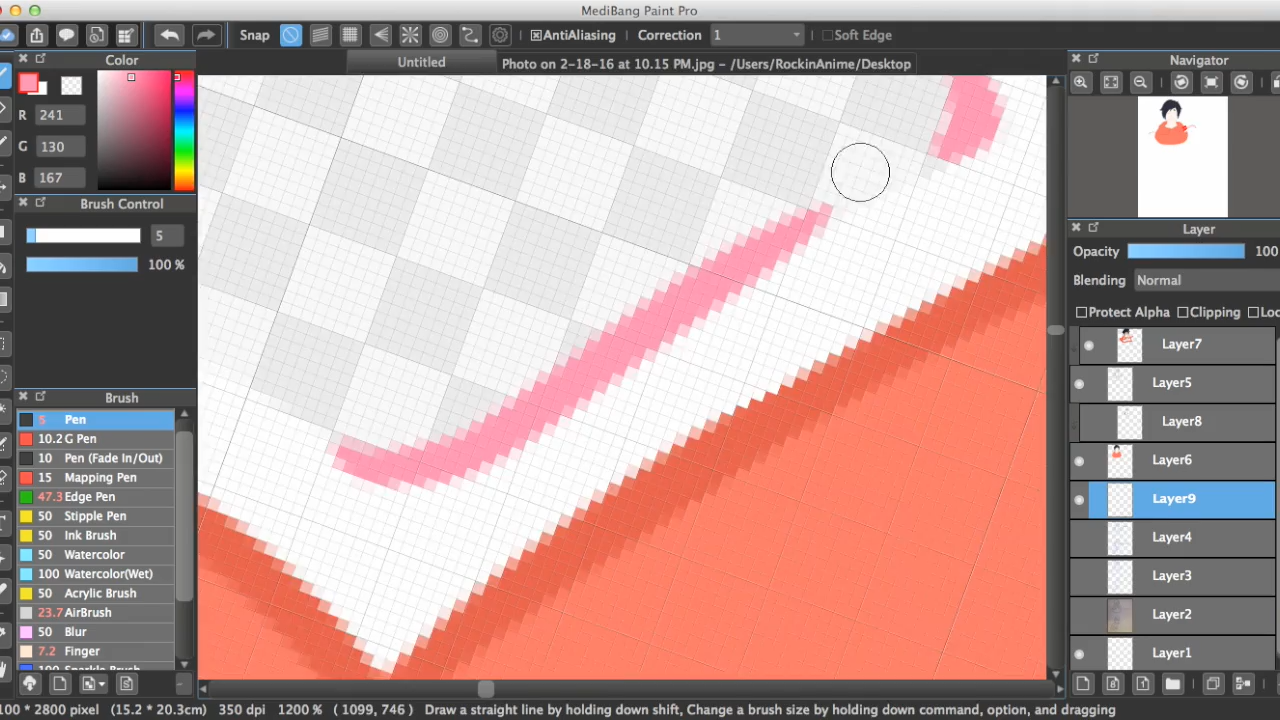 MediBang Paint Pro
Snap
AntiAliasing
Correction 1
Soft Edge
Color
Untitled
Photo on 2-18-16 at 10.15 PM.jpg - /Users/RockinAnime/Desktop
Navigator
R 241
G 130
B 167
Brush Control
5
100 %
Layer
Opacity 100
Blending Normal
Protect Alpha Clipping Loc
Layer7
Layer5
Layer8
Layer6
Layer9
Layer4
Layer3
Layer2
Layer1
Brush
5 Pen
10.2 G Pen
10 Pen (Fade In/Out)
15 Mapping Pen
47.3 Edge Pen
50 Stipple Pen
50 Ink Brush
50 Watercolor
100 Watercolor(Wet)
50 Acrylic Brush
23.7 AirBrush
50 Blur
7.2 Finger
100 Sparkle Brush
100 * 2800 pixel (15.2 * 20.3cm) 350 dpi 1200 % ( 1099, 746 ) Draw a straight line by holding down shift, Change a brush size by holding down command, option, and dragging